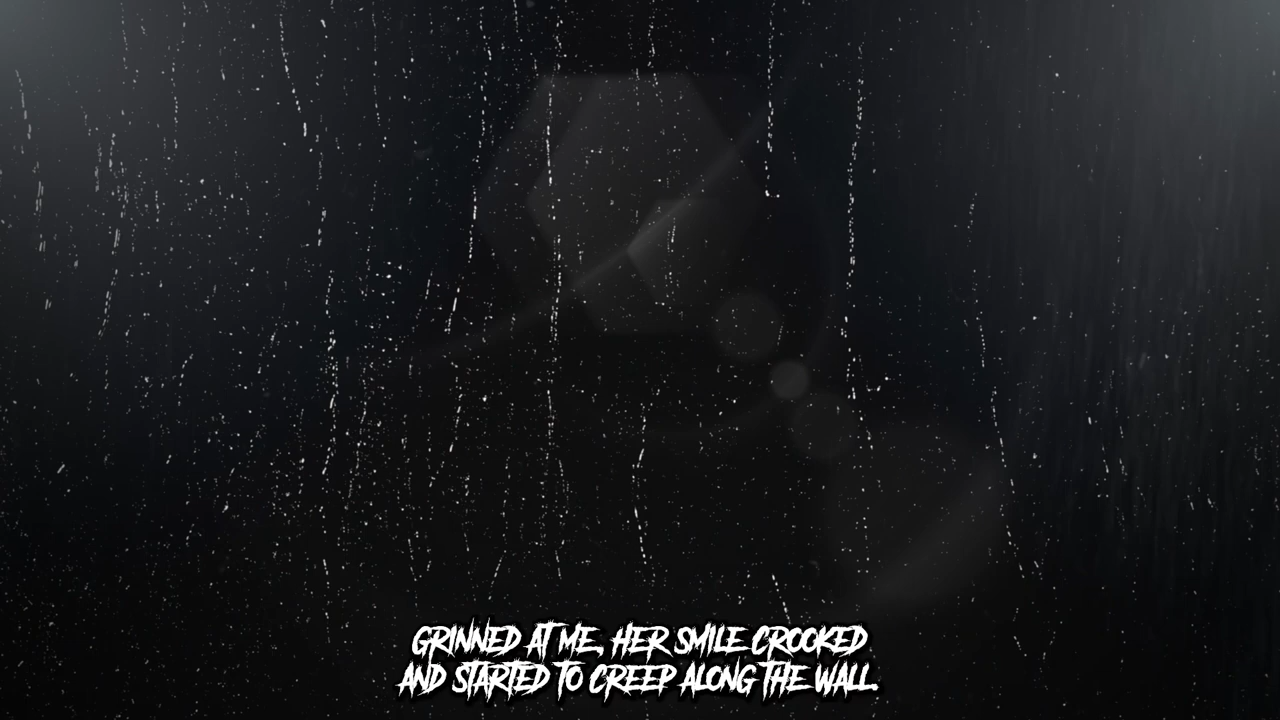 GRINNED AT ME, HER SMILE CROOKED
AND STARTED TO CREEP ALONG THE WALL.